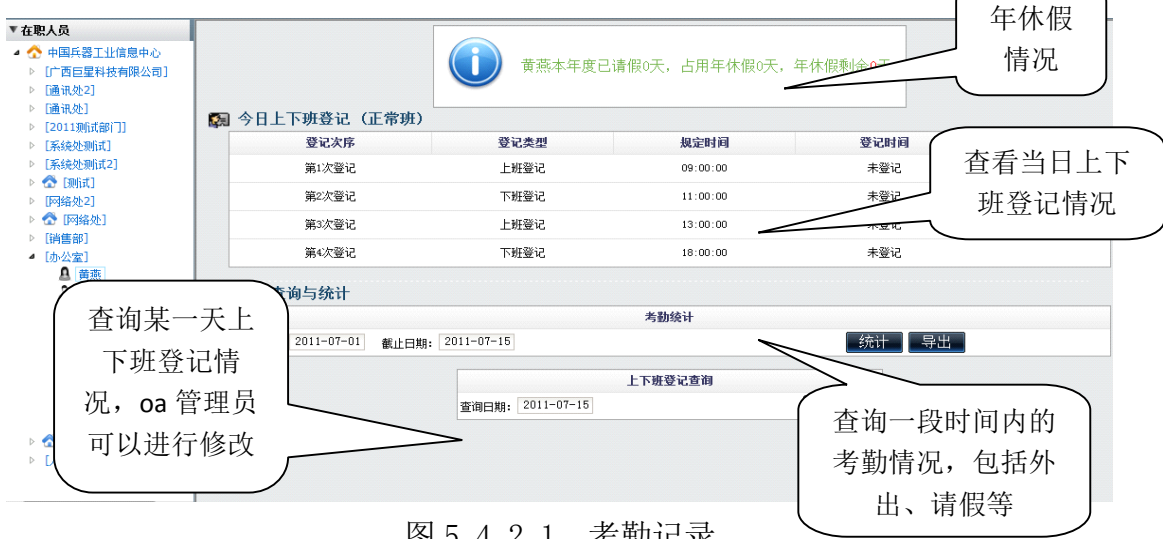 在职人员
中国兵器工业信息中心
[广西巨星科技有限公司]
[通讯处2]
[通讯处]
[2011测试部门]
[系统处测试]
[系统处测试2]
[测试]
[网络处2]
[网络处]
[销售部]
[办公室]
黄燕
黄燕本年度已请假0天, 占用年休假0天, 年休假剩余0天
年休假
情况
今日上下班登记（正常班）
登记次序 登记类型 规定时间 登记时间
第1次登记 上班登记 09:00:00 未登记
第2次登记 下班登记 11:00:00 未登记
第3次登记 上班登记 13:00:00 未登记
第4次登记 下班登记 18:00:00 未登记
查看当日上下
班登记情况
查询与统计
考勤统计
2011-07-01 截止日期: 2011-07-15 统计 导出
上下班登记查询
查询日期: 2011-07-15
查询某一天上
下班登记情
况，oa 管理员
可以进行修改
查询一段时间内的
考勤情况，包括外
出、请假等
图 5.4.2.1 考勤记录